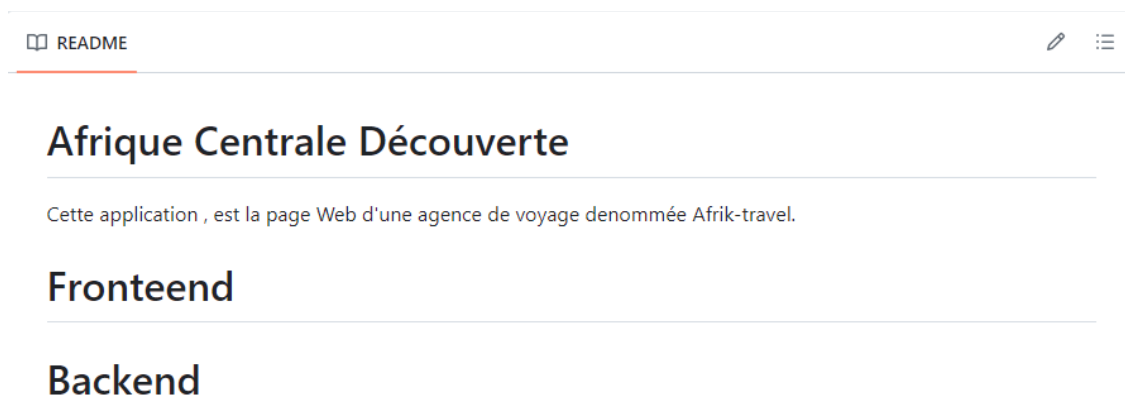 README
Afrique Centrale Découverte
Cette application , est la page Web d'une agence de voyage denommée Afrik-travel.
Fronteend
Backend